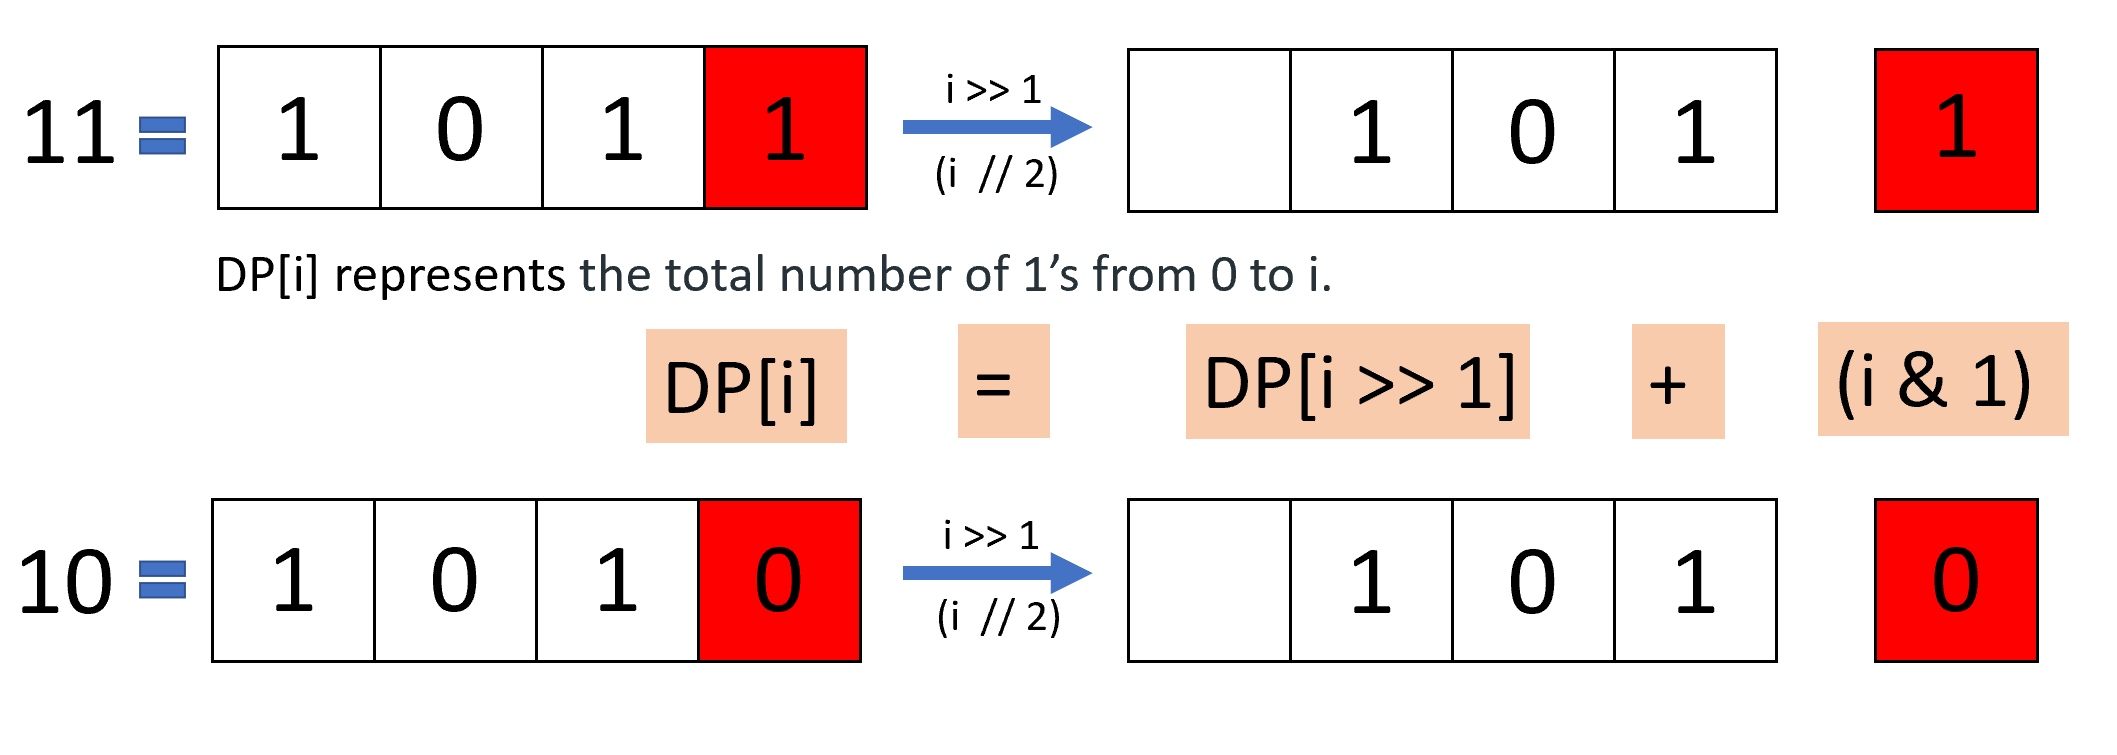 11 = 1 0 1 1 i >> 1 (i // 2) 1 0 1 1
DP[i] represents the total number of 1’s from 0 to i.
DP[i] = DP[i >> 1] + (i & 1)
10 = 1 0 1 0 i >> 1 (i // 2) 1 0 1 0